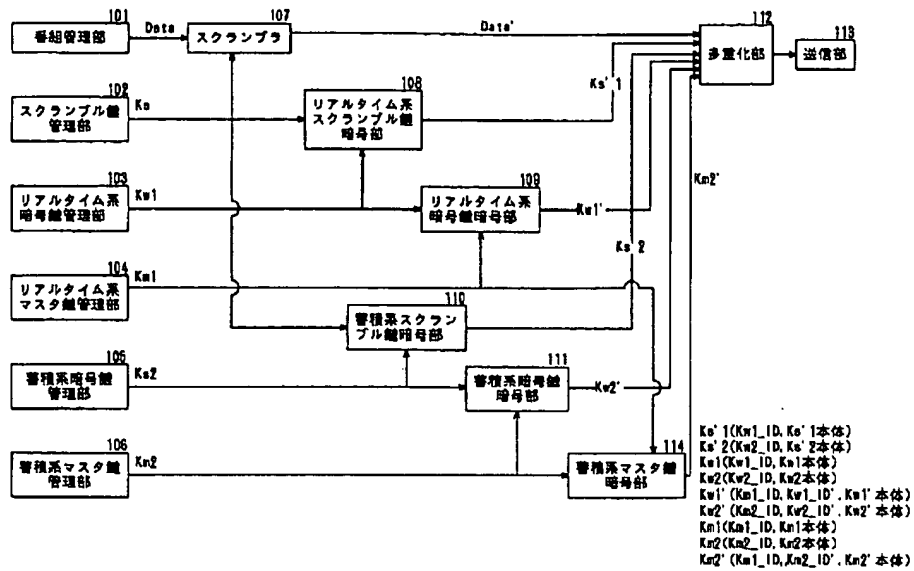 101
番組管理部
Data
107
スクランブラ
Data'
112
多重化部
113
送信部
102
スクランブル鍵
管理部
Ks
108
リアルタイム系
スクランブル鍵
暗号部
Ks'1
103
リアルタイム系
暗号鍵管理部
Kw1
109
リアルタイム系
暗号鍵暗号部
Kw1'
Km2'
Ks'2
104
リアルタイム系
マスタ鍵管理部
Km1
110
蓄積系スクラン
ブル鍵暗号部
105
蓄積系暗号鍵
管理部
Ks2
111
蓄積系暗号鍵
暗号部
Kw2'
106
蓄積系マスタ鍵
管理部
Km2
114
蓄積系マスタ鍵
暗号部
Ks'1(Kw1_ID,Ks'1本体)
Ks'2(Kw2_ID,Ks'2本体)
Kw1(Kw1_ID,Kw1本体)
Kw2(Kw2_ID,Kw2本体)
Kw1'(Km1_ID,Kw1_ID',Kw1'本体)
Kw2'(Km2_ID,Kw2_ID',Kw2'本体)
Km1(Km1_ID,Km1本体)
Km2(Km2_ID,Km2本体)
Km2'(Km1_ID,Km2_ID',Km2'本体)